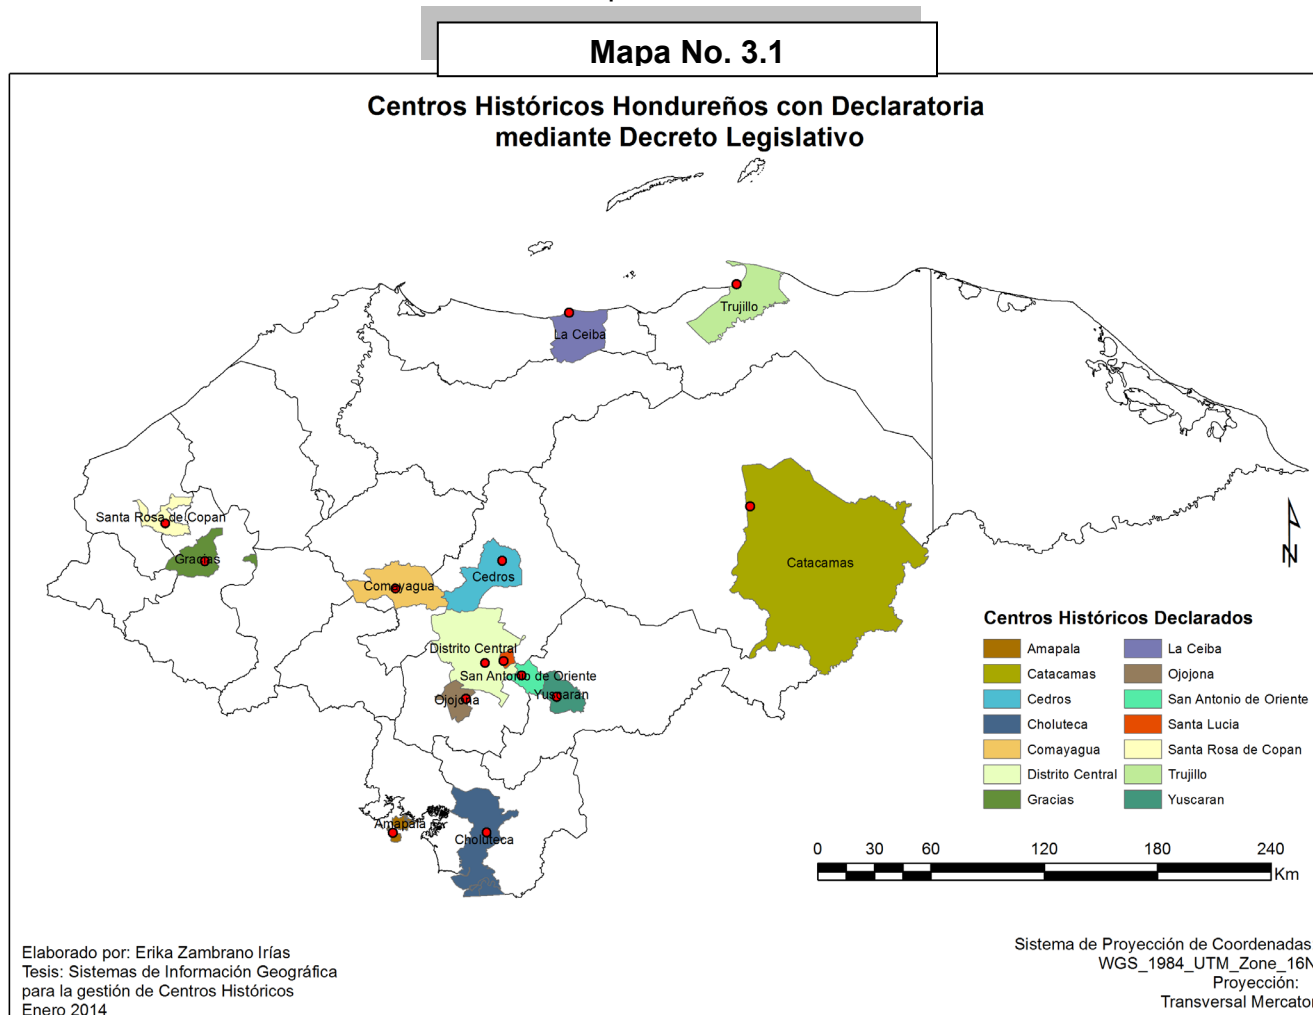 Mapa No. 3.1
Centros Históricos Hondureños con Declaratoria
mediante Decreto Legislativo
Trujillo
La Ceiba
Santa Rosa de Copan
Gracias
Catacamas
Cedros
Comayagua
Distrito Central
San Antonio de Oriente
Yuscaran
Ojojona
Amapala
Choluteca
N
Centros Históricos Declarados
Amapala
Catacamas
Cedros
Choluteca
Comayagua
Distrito Central
Gracias
La Ceiba
Ojojona
San Antonio de Oriente
Santa Lucia
Santa Rosa de Copan
Trujillo
Yuscaran
0 30 60 120 180 240
Km
Elaborado por: Erika Zambrano Irías
Tesis: Sistemas de Información Geográfica
para la gestión de Centros Históricos
Enero 2014
Sistema de Proyección de Coordenadas
WGS_1984_UTM_Zone_16N
Proyección:
Transversal Mercator